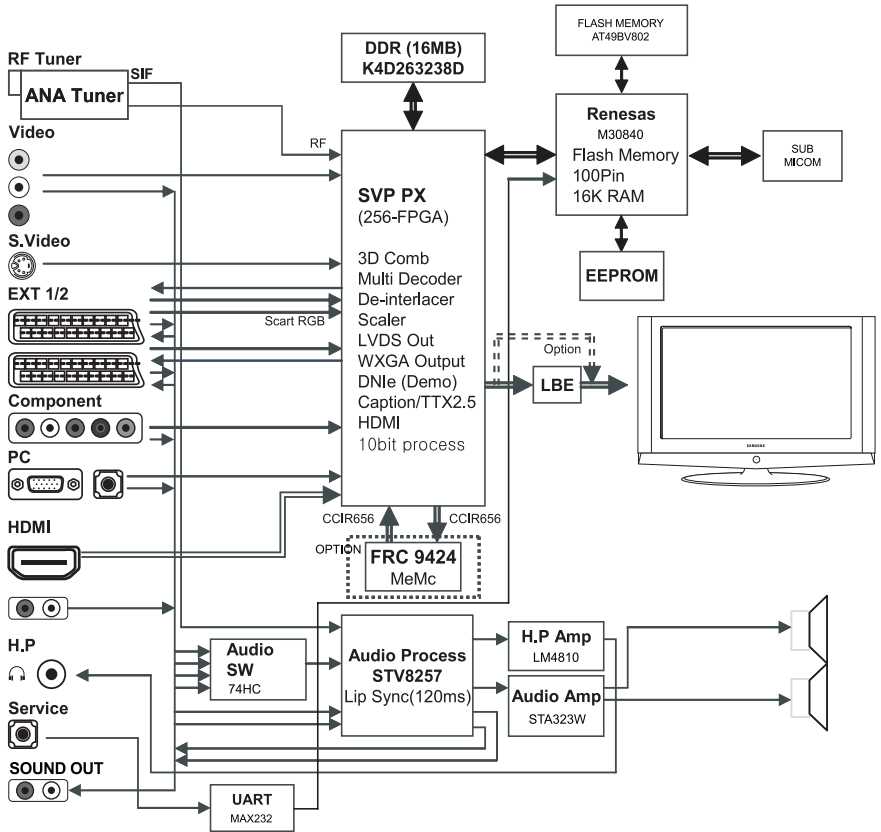 RF Tuner
ANA Tuner
SIF
Video
S.Video
EXT 1/2
Component
PC
HDMI
H.P
Service
SOUND OUT
DDR (16MB)
K4D263238D
RF
Scart RGB
SVP PX
(256-FPGA)
3D Comb
Multi Decoder
De-interlacer
Scaler
LVDS Out
WXGA Output
DNIe (Demo)
Caption/TTX2.5
HDMI
10bit process
FLASH MEMORY
AT49BV802
Renesas
M30840
Flash Memory
100Pin
16K RAM
SUB
MICOM
EEPROM
Option
LBE
SAMSUNG
CCIR656
CCIR656
OPTION
FRC 9424
MeMc
Audio
SW
74HC
Audio Process
STV8257
Lip Sync(120ms)
H.P Amp
LM4810
Audio Amp
STA323W
UART
MAX232